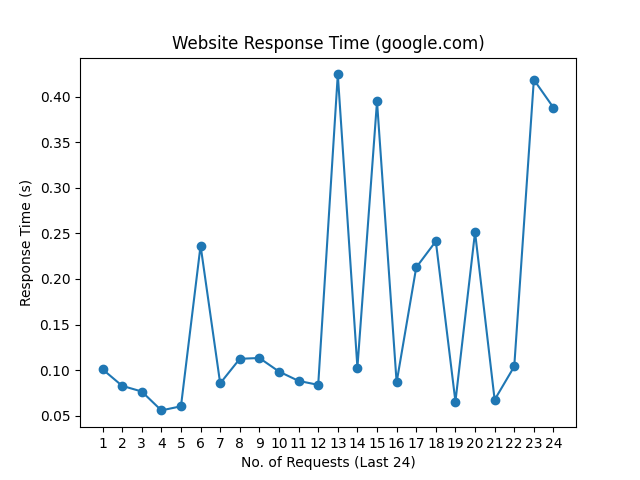 Website Response Time (google.com)
0.40
0.35
0.30
0.25
0.20
0.15
0.10
0.05
Response Time (s)
1 2 3 4 5 6 7 8 9 10 11 12 13 14 15 16 17 18 19 20 21 22 23 24
No. of Requests (Last 24)